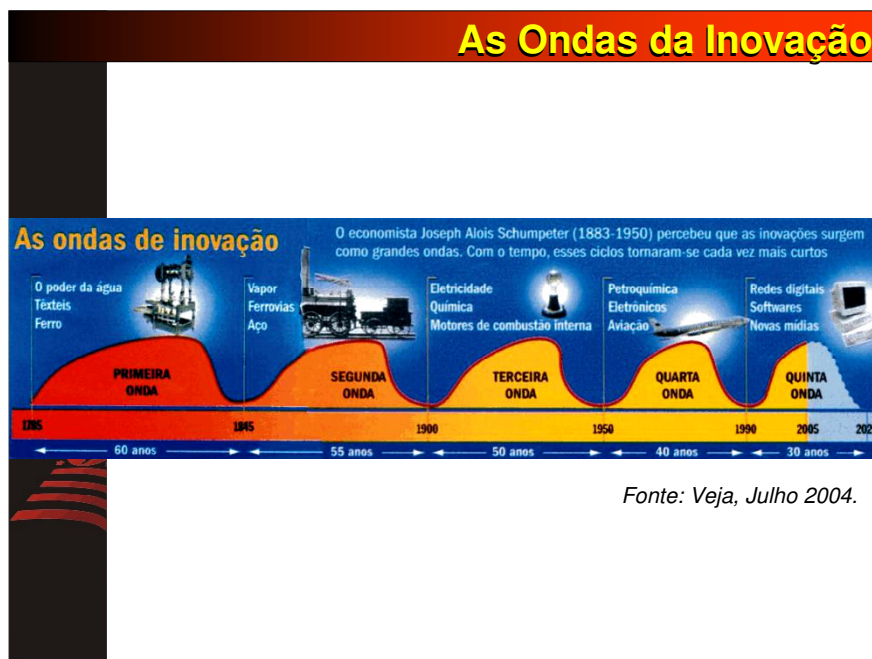 As Ondas da Inovação
As ondas de inovação
O economista Joseph Alois Schumpeter (1883-1950) percebeu que as inovações surgem
como grandes ondas. Com o tempo, esses ciclos tornaram-se cada vez mais curtos
O poder da água
Têxteis
Ferro
Vapor
Ferrovias
Aço
Eletricidade
Química
Motores de combustão interna
Petroquímica
Eletrônicos
Aviação
Redes digitais
Softwares
Novas mídias
PRIMEIRA
ONDA
SEGUNDA
ONDA
TERCEIRA
ONDA
QUARTA
ONDA
QUINTA
ONDA
1785
1845
1900
1950
1990
2005
202
60 anos
55 anos
50 anos
40 anos
30 anos
Fonte: Veja, Julho 2004.